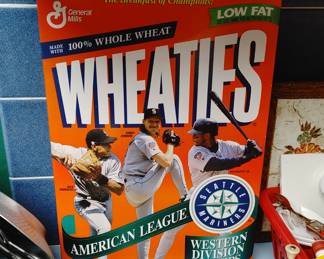 The Breakfast of Champions.
General
Mills
LOW FAT
MADE
WITH
100% WHOLE WHEAT
WHEATIES
SEATTLE
MARINERS
AMERICAN LEAGUE
WESTERN
DIVISION